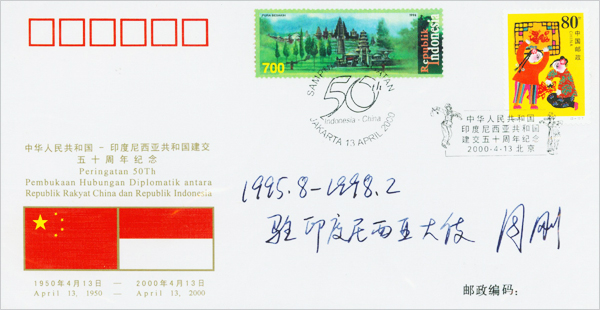 PURA BESAKIH
1996
700
Republik Indonesia
80分
中国邮政
CHINA
50th
Indonesia - China
JAKARTA 13 APRIL 2000
中华人民共和国
印度尼西亚共和国
建交五十周年纪念
2000-4-13 北京
中华人民共和国 - 印度尼西亚共和国建交
五十周年纪念
Peringatan 50Th
Pembukaan Hubungan Diplomatik antara
Republik Rakyat China dan Republik Indonesia
1950年4月13日 — 2000年4月13日
April 13, 1950 — April 13, 2000
1995.8-1998.2
驻印度尼西亚大使 周刚
邮政编码：